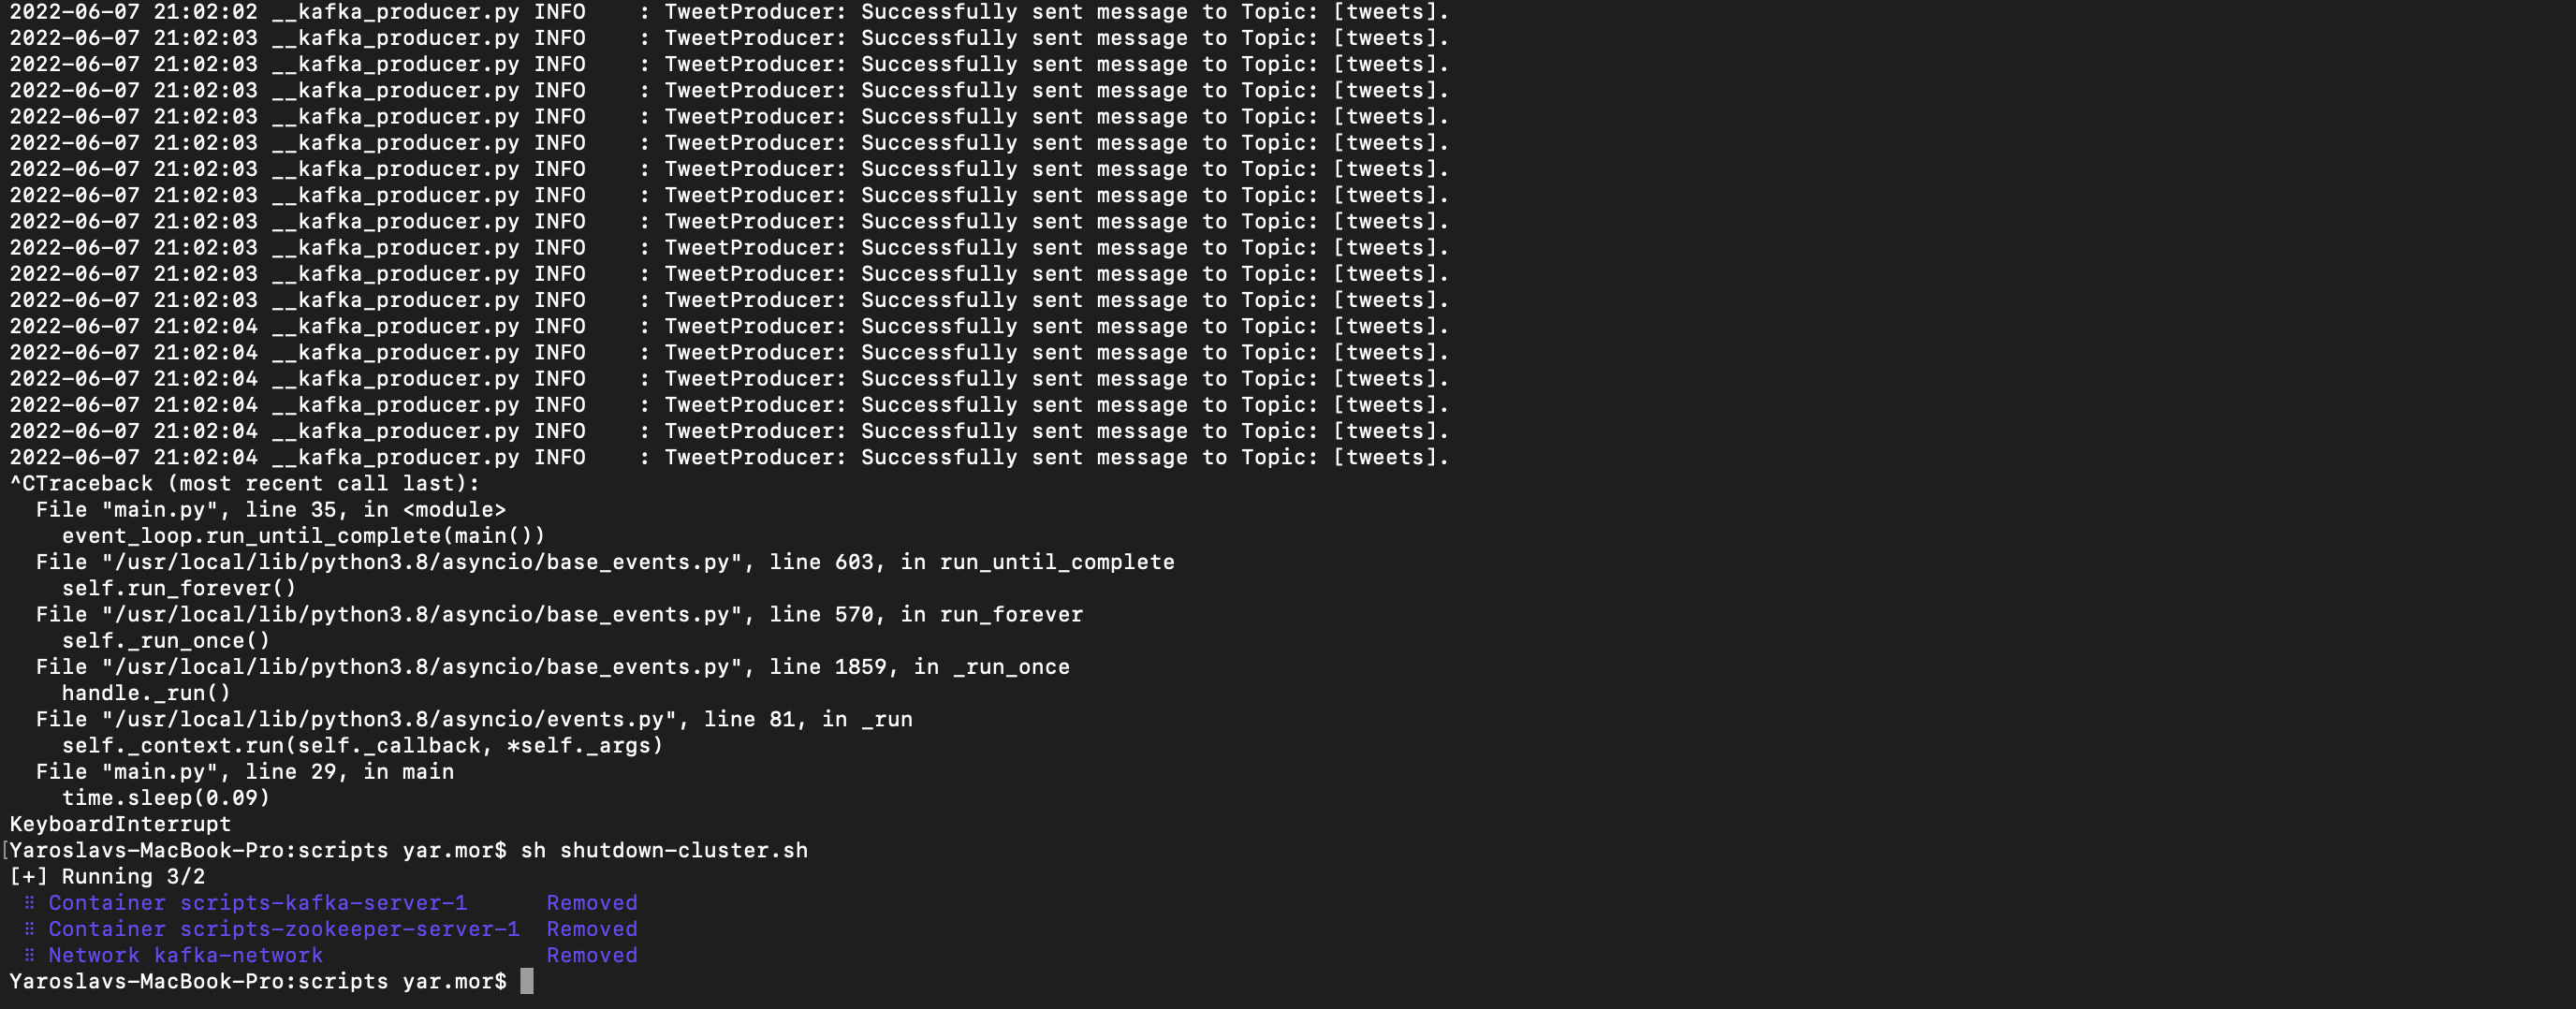 2022-06-07 21:02:02 __kafka_producer.py INFO    : TweetProducer: Successfully sent message to Topic: [tweets].
2022-06-07 21:02:03 __kafka_producer.py INFO    : TweetProducer: Successfully sent message to Topic: [tweets].
2022-06-07 21:02:03 __kafka_producer.py INFO    : TweetProducer: Successfully sent message to Topic: [tweets].
2022-06-07 21:02:03 __kafka_producer.py INFO    : TweetProducer: Successfully sent message to Topic: [tweets].
2022-06-07 21:02:03 __kafka_producer.py INFO    : TweetProducer: Successfully sent message to Topic: [tweets].
2022-06-07 21:02:03 __kafka_producer.py INFO    : TweetProducer: Successfully sent message to Topic: [tweets].
2022-06-07 21:02:03 __kafka_producer.py INFO    : TweetProducer: Successfully sent message to Topic: [tweets].
2022-06-07 21:02:03 __kafka_producer.py INFO    : TweetProducer: Successfully sent message to Topic: [tweets].
2022-06-07 21:02:03 __kafka_producer.py INFO    : TweetProducer: Successfully sent message to Topic: [tweets].
2022-06-07 21:02:03 __kafka_producer.py INFO    : TweetProducer: Successfully sent message to Topic: [tweets].
2022-06-07 21:02:03 __kafka_producer.py INFO    : TweetProducer: Successfully sent message to Topic: [tweets].
2022-06-07 21:02:03 __kafka_producer.py INFO    : TweetProducer: Successfully sent message to Topic: [tweets].
2022-06-07 21:02:04 __kafka_producer.py INFO    : TweetProducer: Successfully sent message to Topic: [tweets].
2022-06-07 21:02:04 __kafka_producer.py INFO    : TweetProducer: Successfully sent message to Topic: [tweets].
2022-06-07 21:02:04 __kafka_producer.py INFO    : TweetProducer: Successfully sent message to Topic: [tweets].
2022-06-07 21:02:04 __kafka_producer.py INFO    : TweetProducer: Successfully sent message to Topic: [tweets].
2022-06-07 21:02:04 __kafka_producer.py INFO    : TweetProducer: Successfully sent message to Topic: [tweets].
2022-06-07 21:02:04 __kafka_producer.py INFO    : TweetProducer: Successfully sent message to Topic: [tweets].
^CTraceback (most recent call last):
  File "main.py", line 35, in <module>
    event_loop.run_until_complete(main())
  File "/usr/local/lib/python3.8/asyncio/base_events.py", line 603, in run_until_complete
    self.run_forever()
  File "/usr/local/lib/python3.8/asyncio/base_events.py", line 570, in run_forever
    self._run_once()
  File "/usr/local/lib/python3.8/asyncio/base_events.py", line 1859, in _run_once
    handle._run()
  File "/usr/local/lib/python3.8/asyncio/events.py", line 81, in _run
    self._context.run(self._callback, *self._args)
  File "main.py", line 29, in main
    time.sleep(0.09)
KeyboardInterrupt
[Yaroslavs-MacBook-Pro:scripts yar.mor$ sh shutdown-cluster.sh
[+] Running 3/2
 ⠿ Container scripts-kafka-server-1      Removed
 ⠿ Container scripts-zookeeper-server-1  Removed
 ⠿ Network kafka-network                 Removed
Yaroslavs-MacBook-Pro:scripts yar.mor$